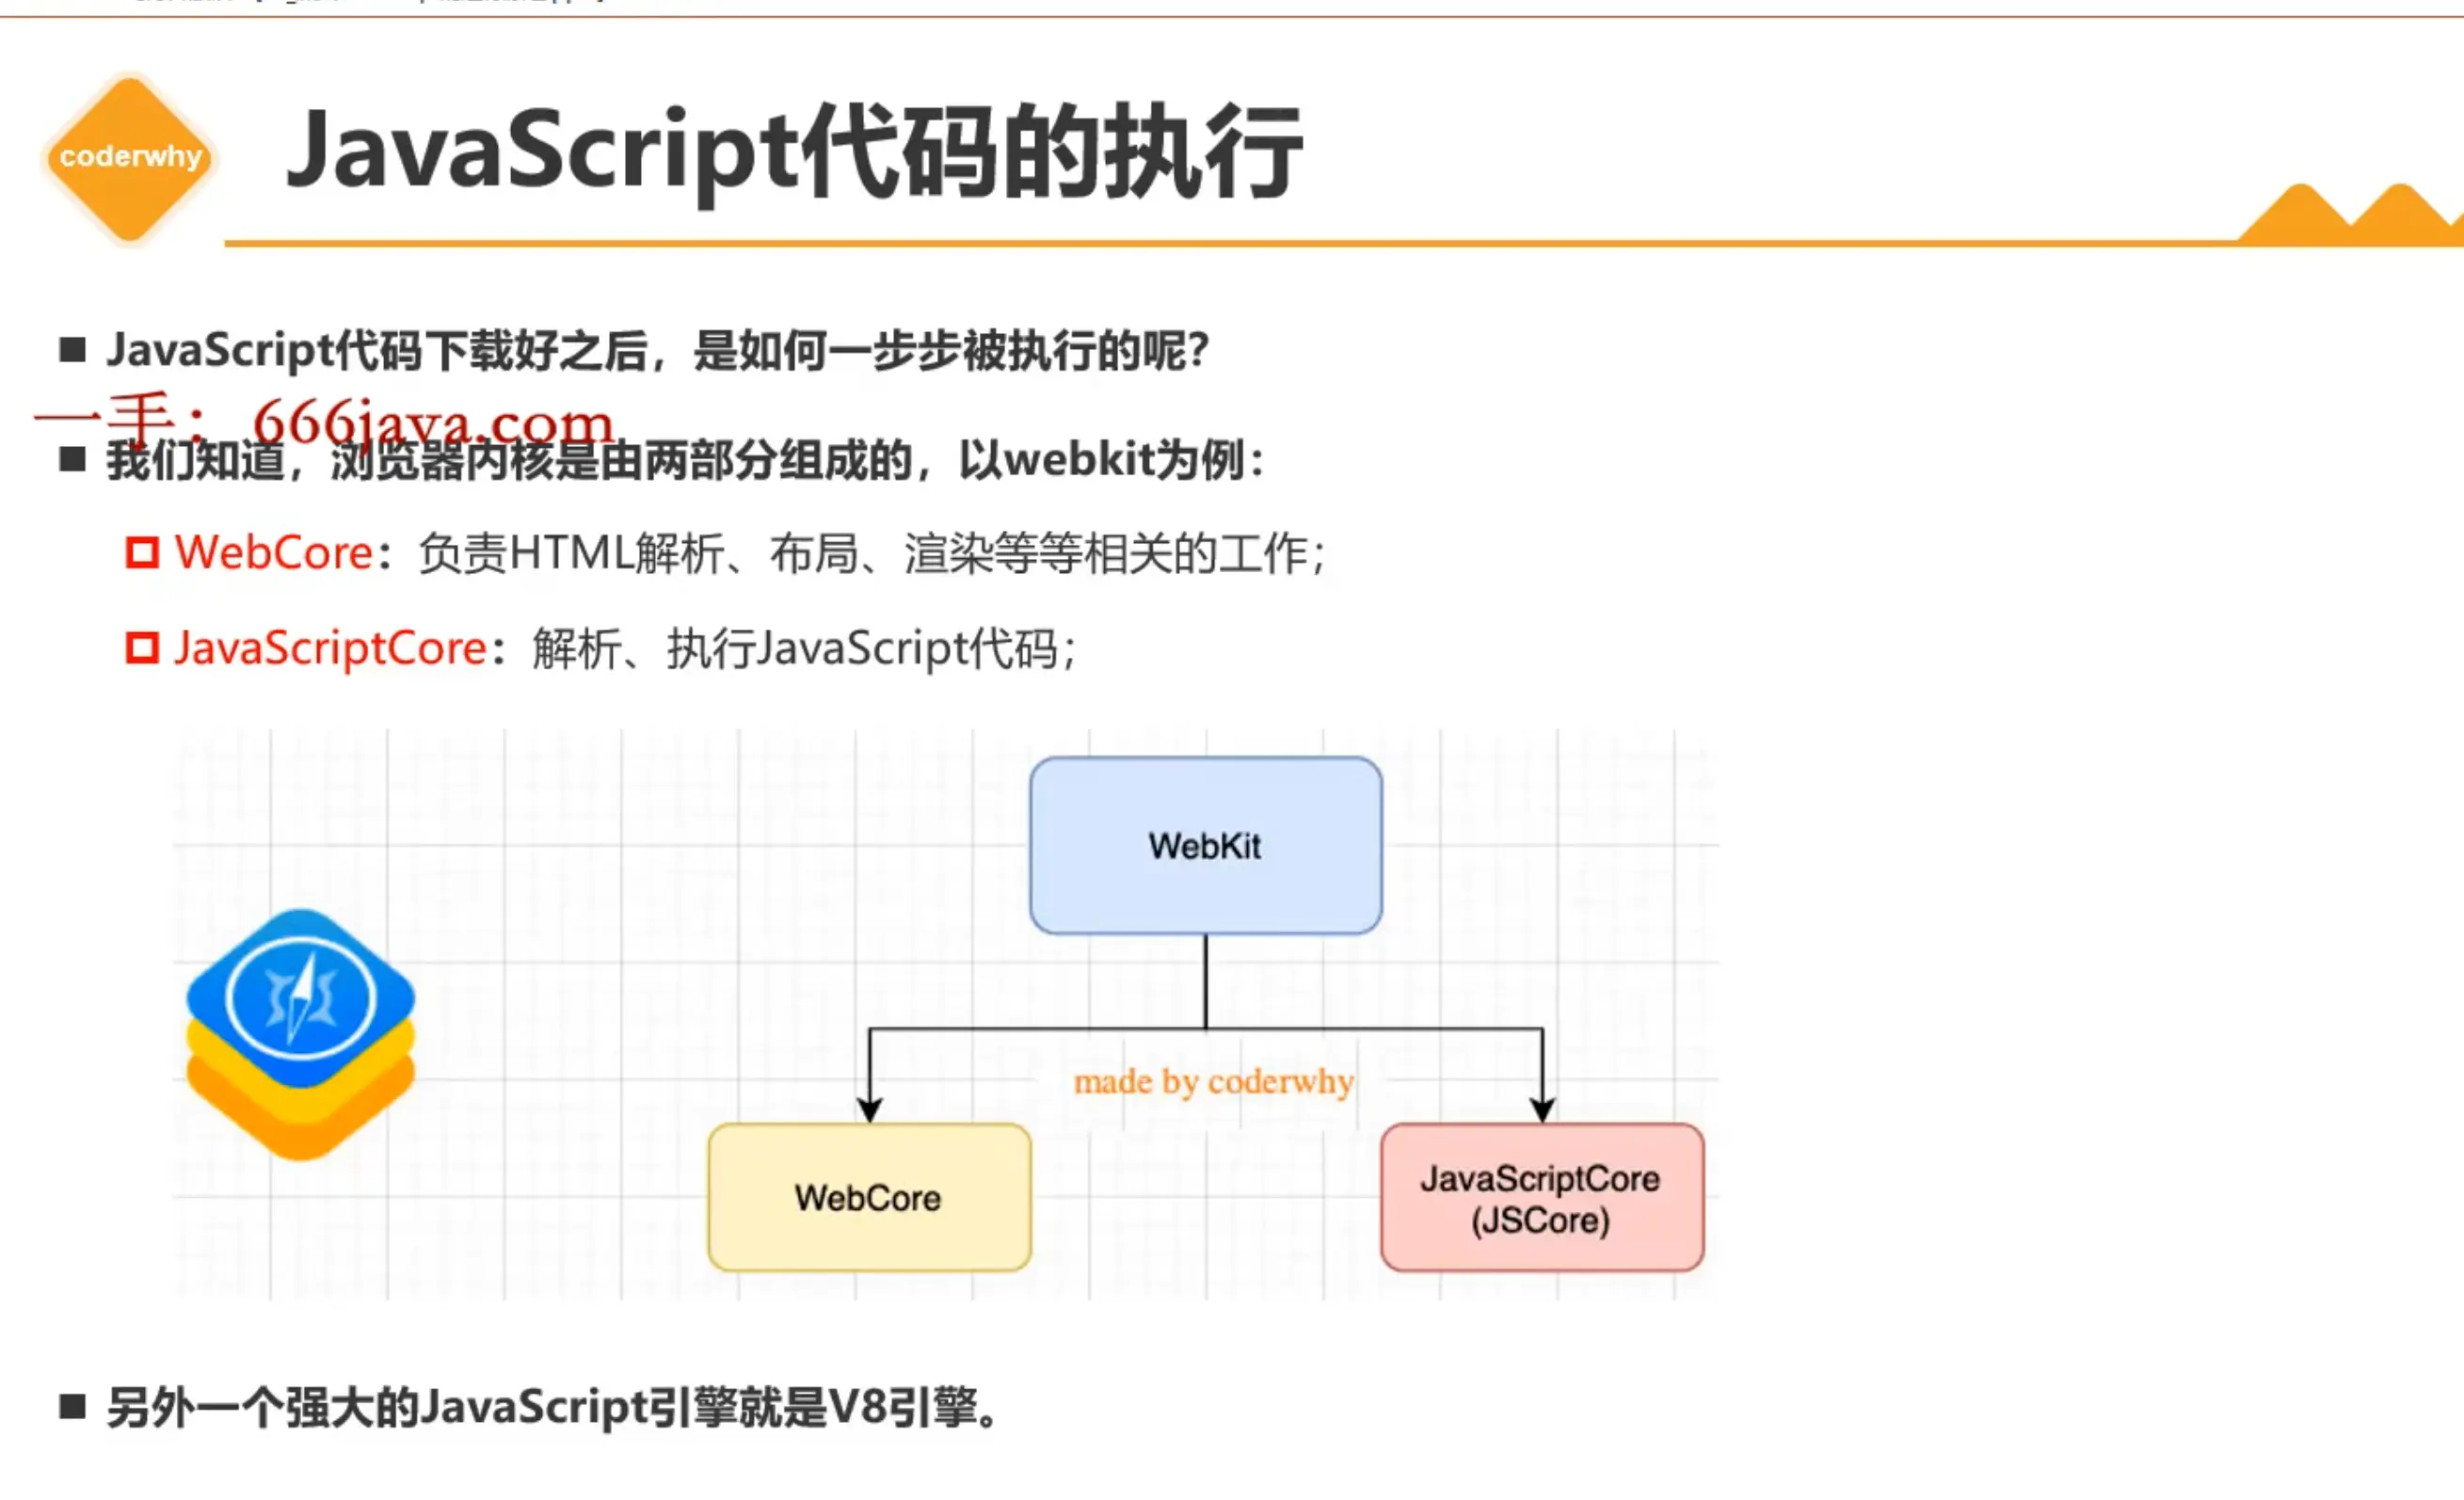 coderwhy
JavaScript代码的执行
JavaScript代码下载好之后，是如何一步步被执行的呢？
一手：666java.com
我们知道，浏览器内核是由两部分组成的，以webkit为例：
WebCore：负责HTML解析、布局、渲染等等相关的工作；
JavaScriptCore：解析、执行JavaScript代码；
WebKit
made by coderwhy
WebCore
JavaScriptCore
(JSCore)
另外一个强大的JavaScript引擎就是V8引擎。